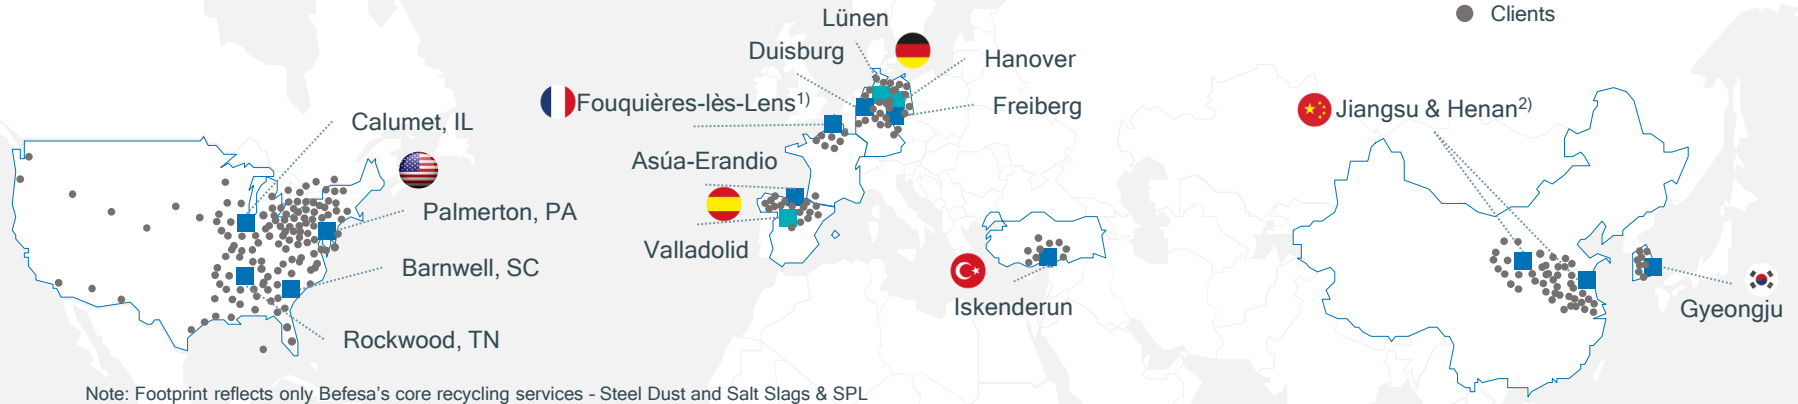 Clients
Lünen
Duisburg
Hanover
Fouquières-lès-Lens1)
Freiberg
Jiangsu & Henan2)
Calumet, IL
Asúa-Erandio
Palmerton, PA
Valladolid
Barnwell, SC
Iskenderun
Gyeongju
Rockwood, TN
Note: Footprint reflects only Befesa's core recycling services - Steel Dust and Salt Slags & SPL